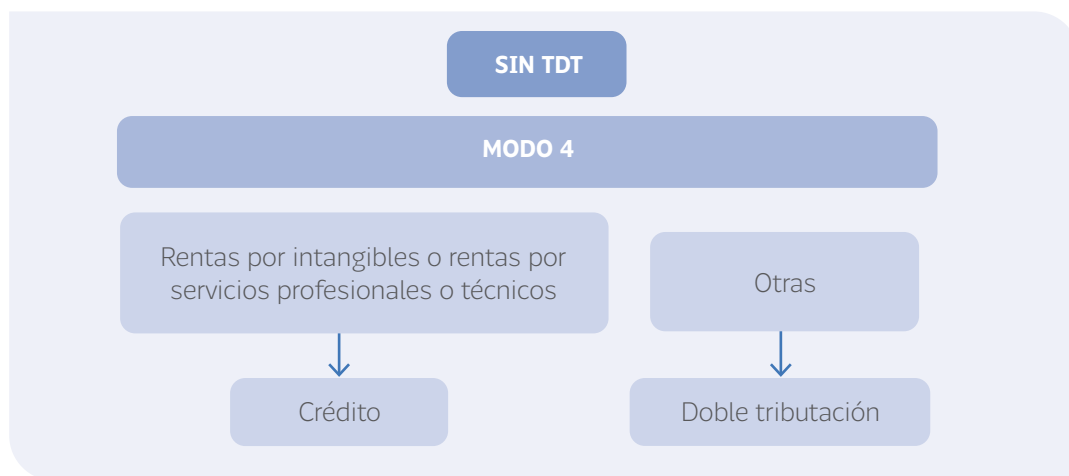 SIN TDT
MODO 4
Rentas por intangibles o rentas por
servicios profesionales o técnicos
Otras
Crédito
Doble tributación